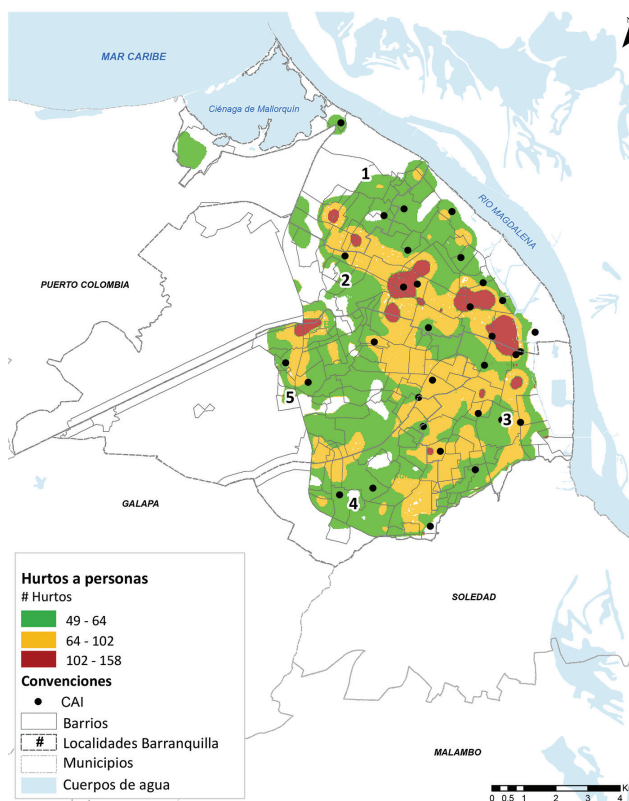 MAR CARIBE
Ciénaga de Mallorquín
1
RIO MAGDALENA
2
PUERTO COLOMBIA
5
3
4
GALAPA
SOLEDAD
MALAMBO
Hurtos a personas
# Hurtos
49 - 64
64 - 102
102 - 158
Convenciones
CAI
Barrios
# Localidades Barranquilla
Municipios
Cuerpos de agua
0 0.5 1 2 3 4